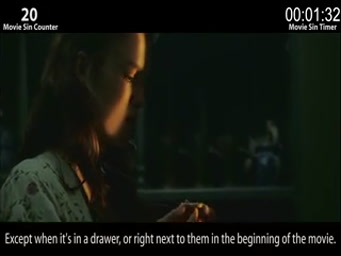 20
Movie Sin Counter
00:01:32
Movie Sin Timer
Except when it's in a drawer, or right next to them in the beginning of the movie.